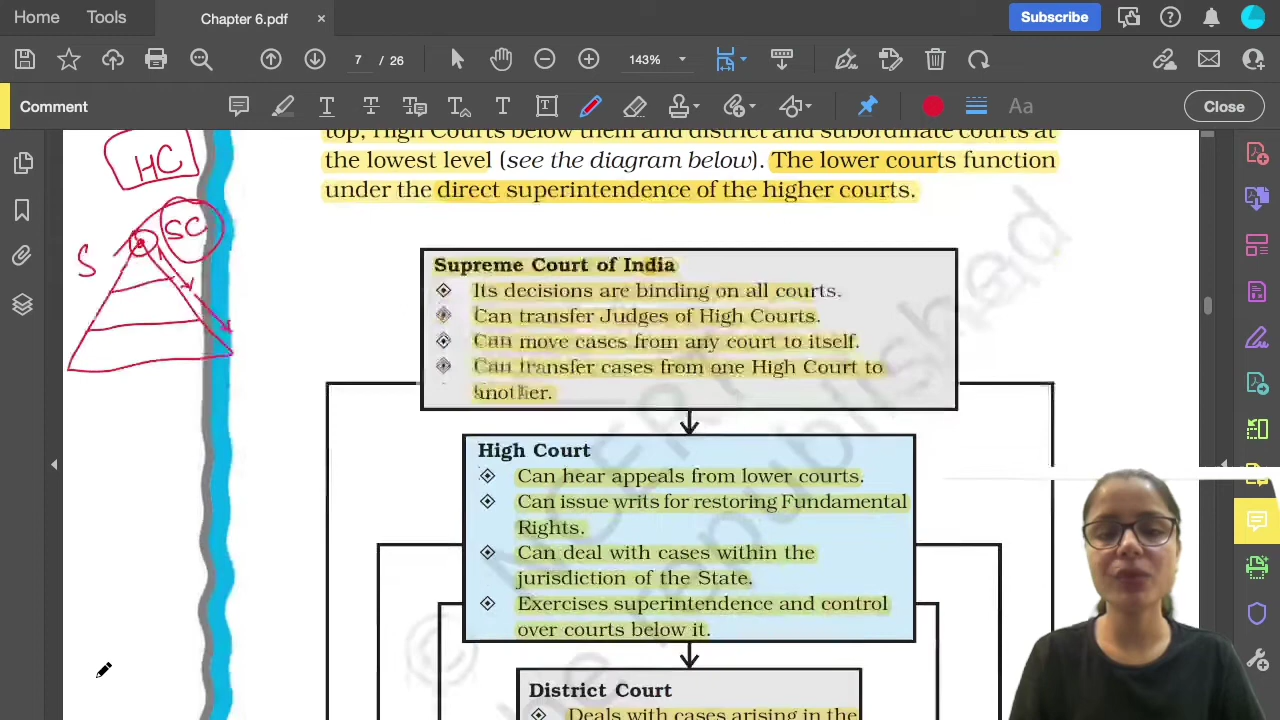 Home
Tools
Chapter 6.pdf
×
Subscribe
7 / 26
143%
Comment
Close
top, High Courts below them and district and subordinate courts at
the lowest level (see the diagram below). The lower courts function
under the direct superintendence of the higher courts.
HC
SC
S
Supreme Court of India
Its decisions are binding on all courts.
Can transfer Judges of High Courts.
Can move cases from any court to itself.
Can transfer cases from one High Court to
another.
High Court
Can hear appeals from lower courts.
Can issue writs for restoring Fundamental
Rights.
Can deal with cases within the
jurisdiction of the State.
Exercises superintendence and control
over courts below it.
District Court
Deals with cases arising in the
© NCERT
be republished